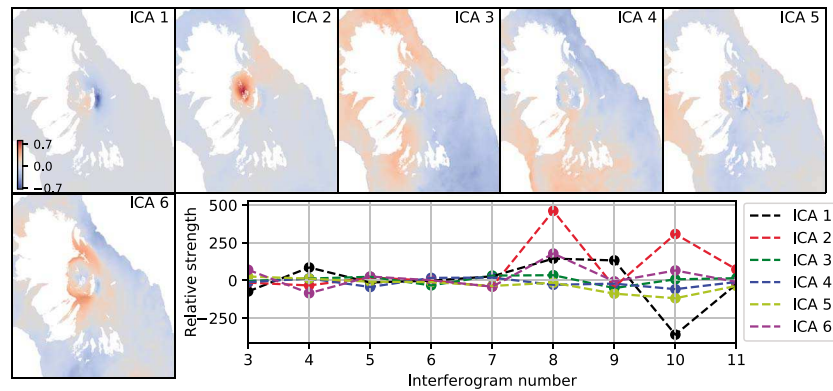 ICA 1
ICA 2
ICA 3
ICA 4
ICA 5
0.7
0.0
−0.7
ICA 6
500
250
0
−250
Relative strength
3 4 5 6 7 8 9 10 11
Interferogram number
ICA 1
ICA 2
ICA 3
ICA 4
ICA 5
ICA 6